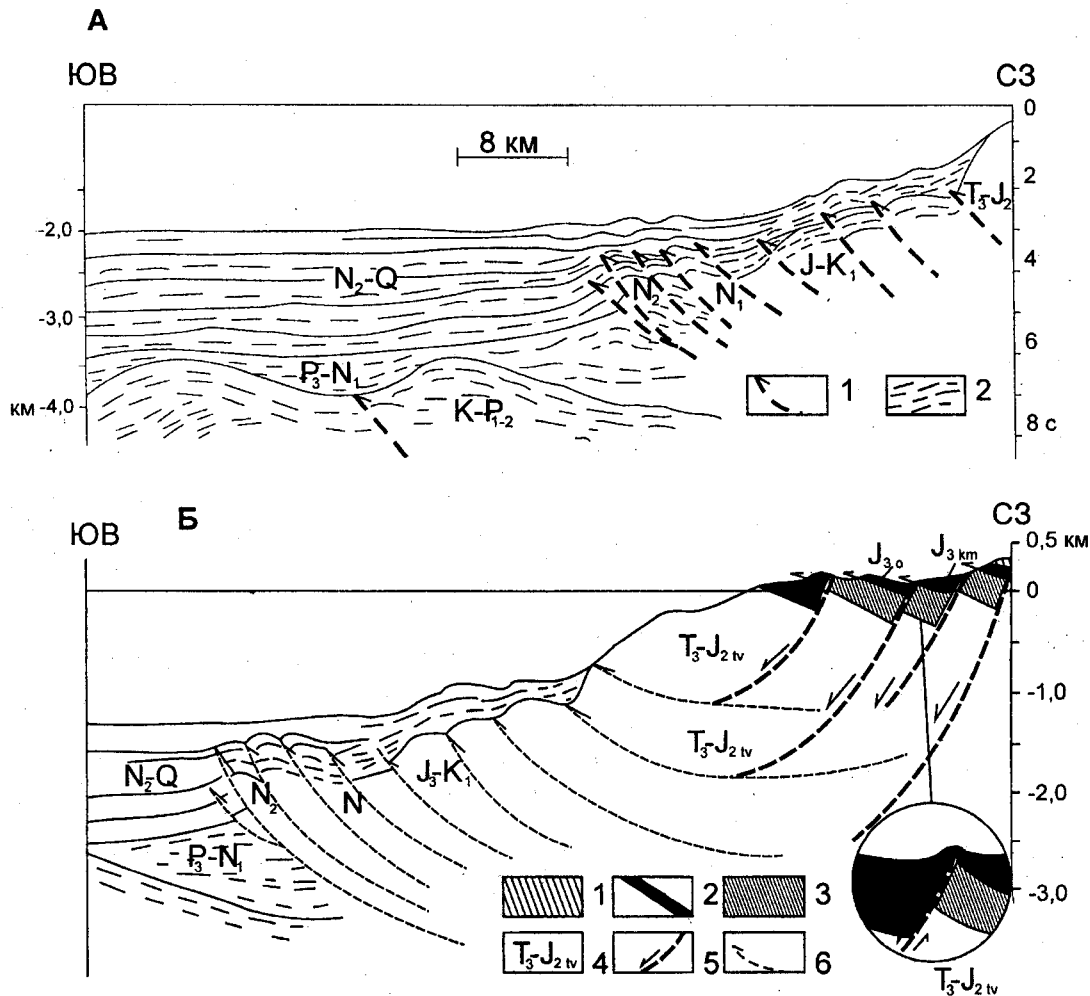 А
ЮВ СЗ
8 км
0
2
4
6
8 с
-2,0
-3,0
км -4,0
T₃-J₂
N₂-Q
N₂ N₁ J-K₁
P₃-N₁
K-P₁₋₂
1 2
Б
ЮВ СЗ
0,5 км
0
-1,0
-2,0
-3,0
J₃ o J₃ km
T₃-J₂ tv
T₃-J₂ tv
N₂-Q N₂ N J₃-K₁
P₃-N₁
1 2 3
T₃-J₂ tv 4 5 6
T₃-J₂ tv